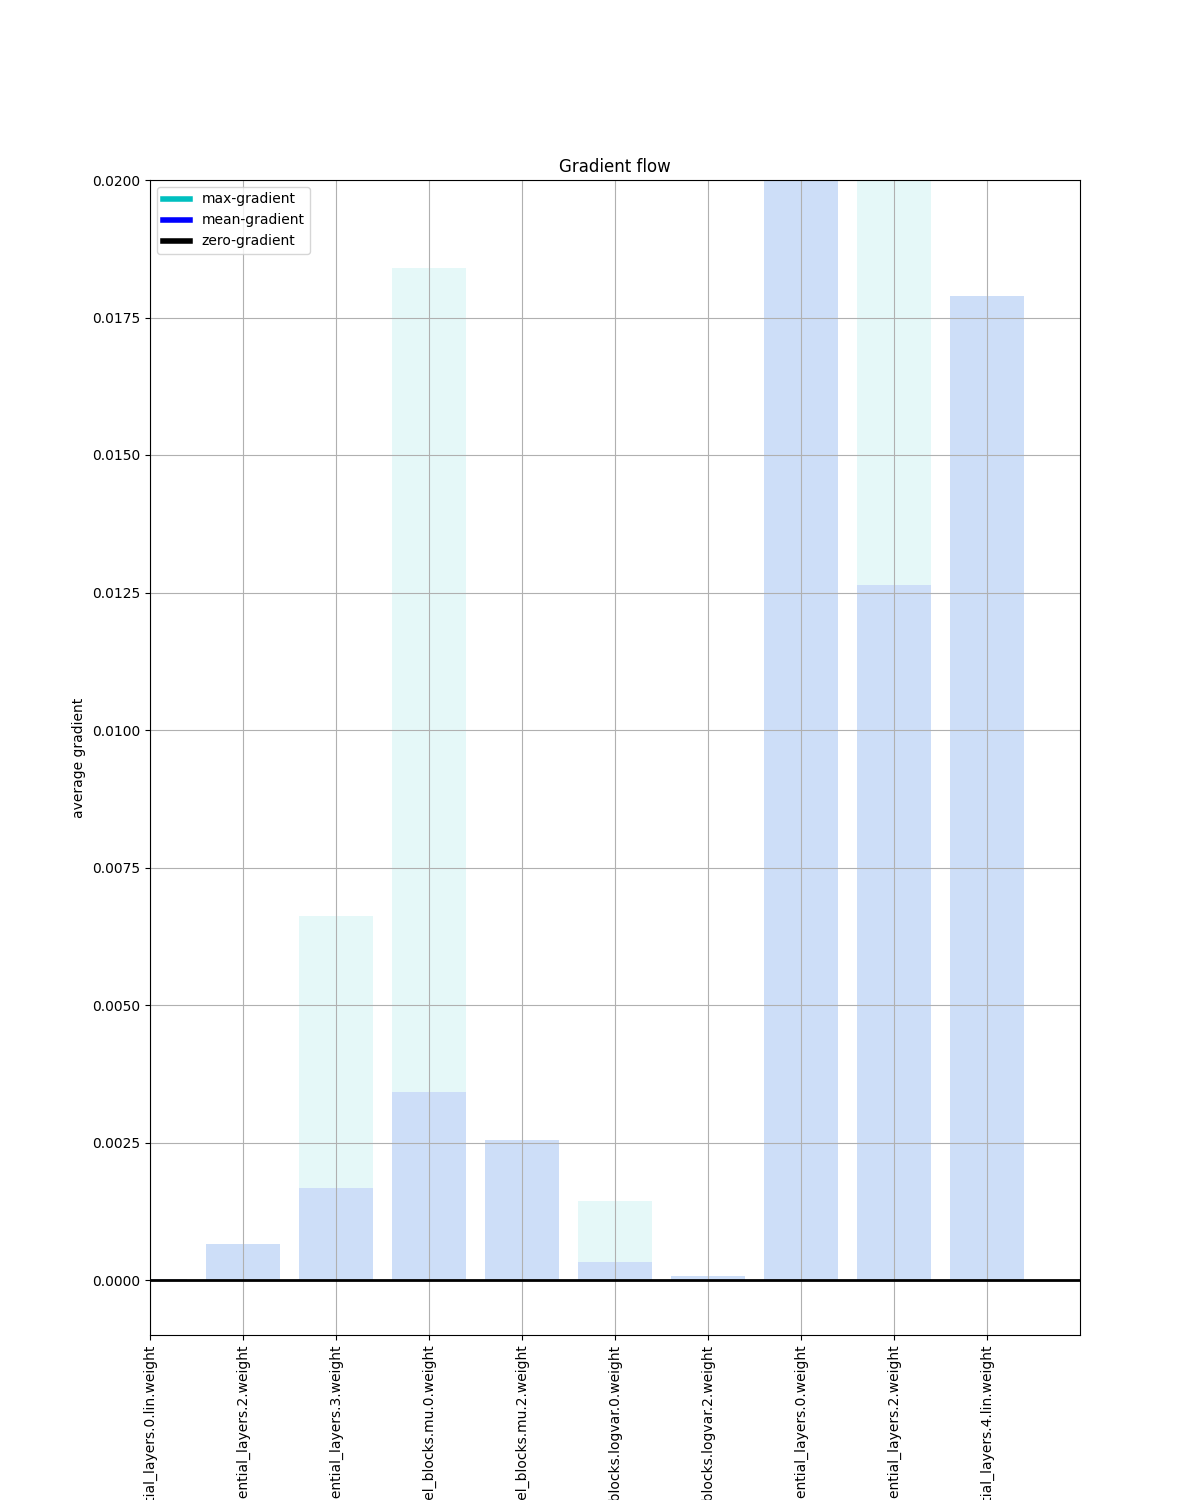 Gradient flow
max-gradient
mean-gradient
zero-gradient
0.0200
0.0175
0.0150
0.0125
0.0100
0.0075
0.0050
0.0025
0.0000
average gradient
tial_layers.0.lin.weight
ential_layers.2.weight
ential_layers.3.weight
el_blocks.mu.0.weight
el_blocks.mu.2.weight
blocks.logvar.0.weight
blocks.logvar.2.weight
ential_layers.0.weight
ential_layers.2.weight
tial_layers.4.lin.weight